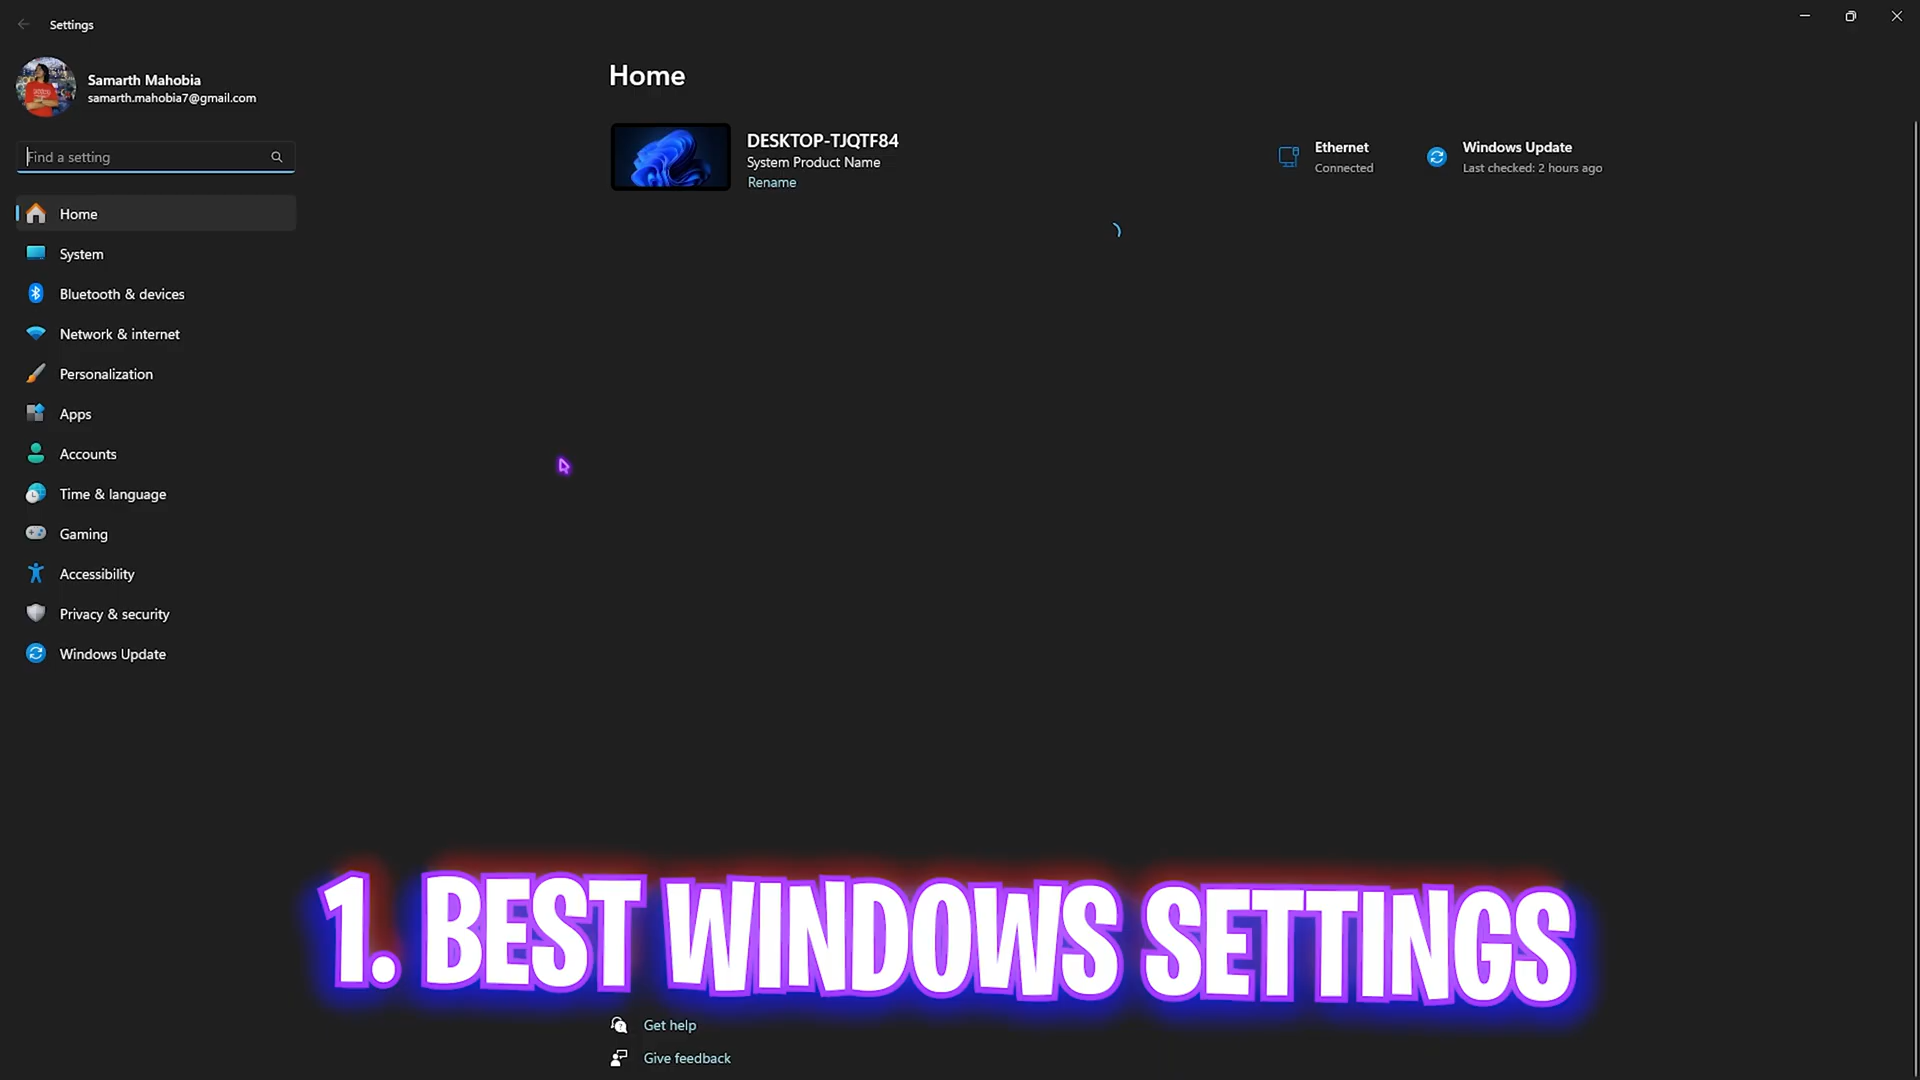 Settings
Samarth Mahobia
samarth.mahobia7@gmail.com
Find a setting
Home
System
Bluetooth & devices
Network & internet
Personalization
Apps
Accounts
Time & language
Gaming
Accessibility
Privacy & security
Windows Update
Home
DESKTOP-TJQTF84
System Product Name
Rename
Ethernet
Connected
Windows Update
Last checked: 2 hours ago
1. BEST WINDOWS SETTINGS
Get help
Give feedback